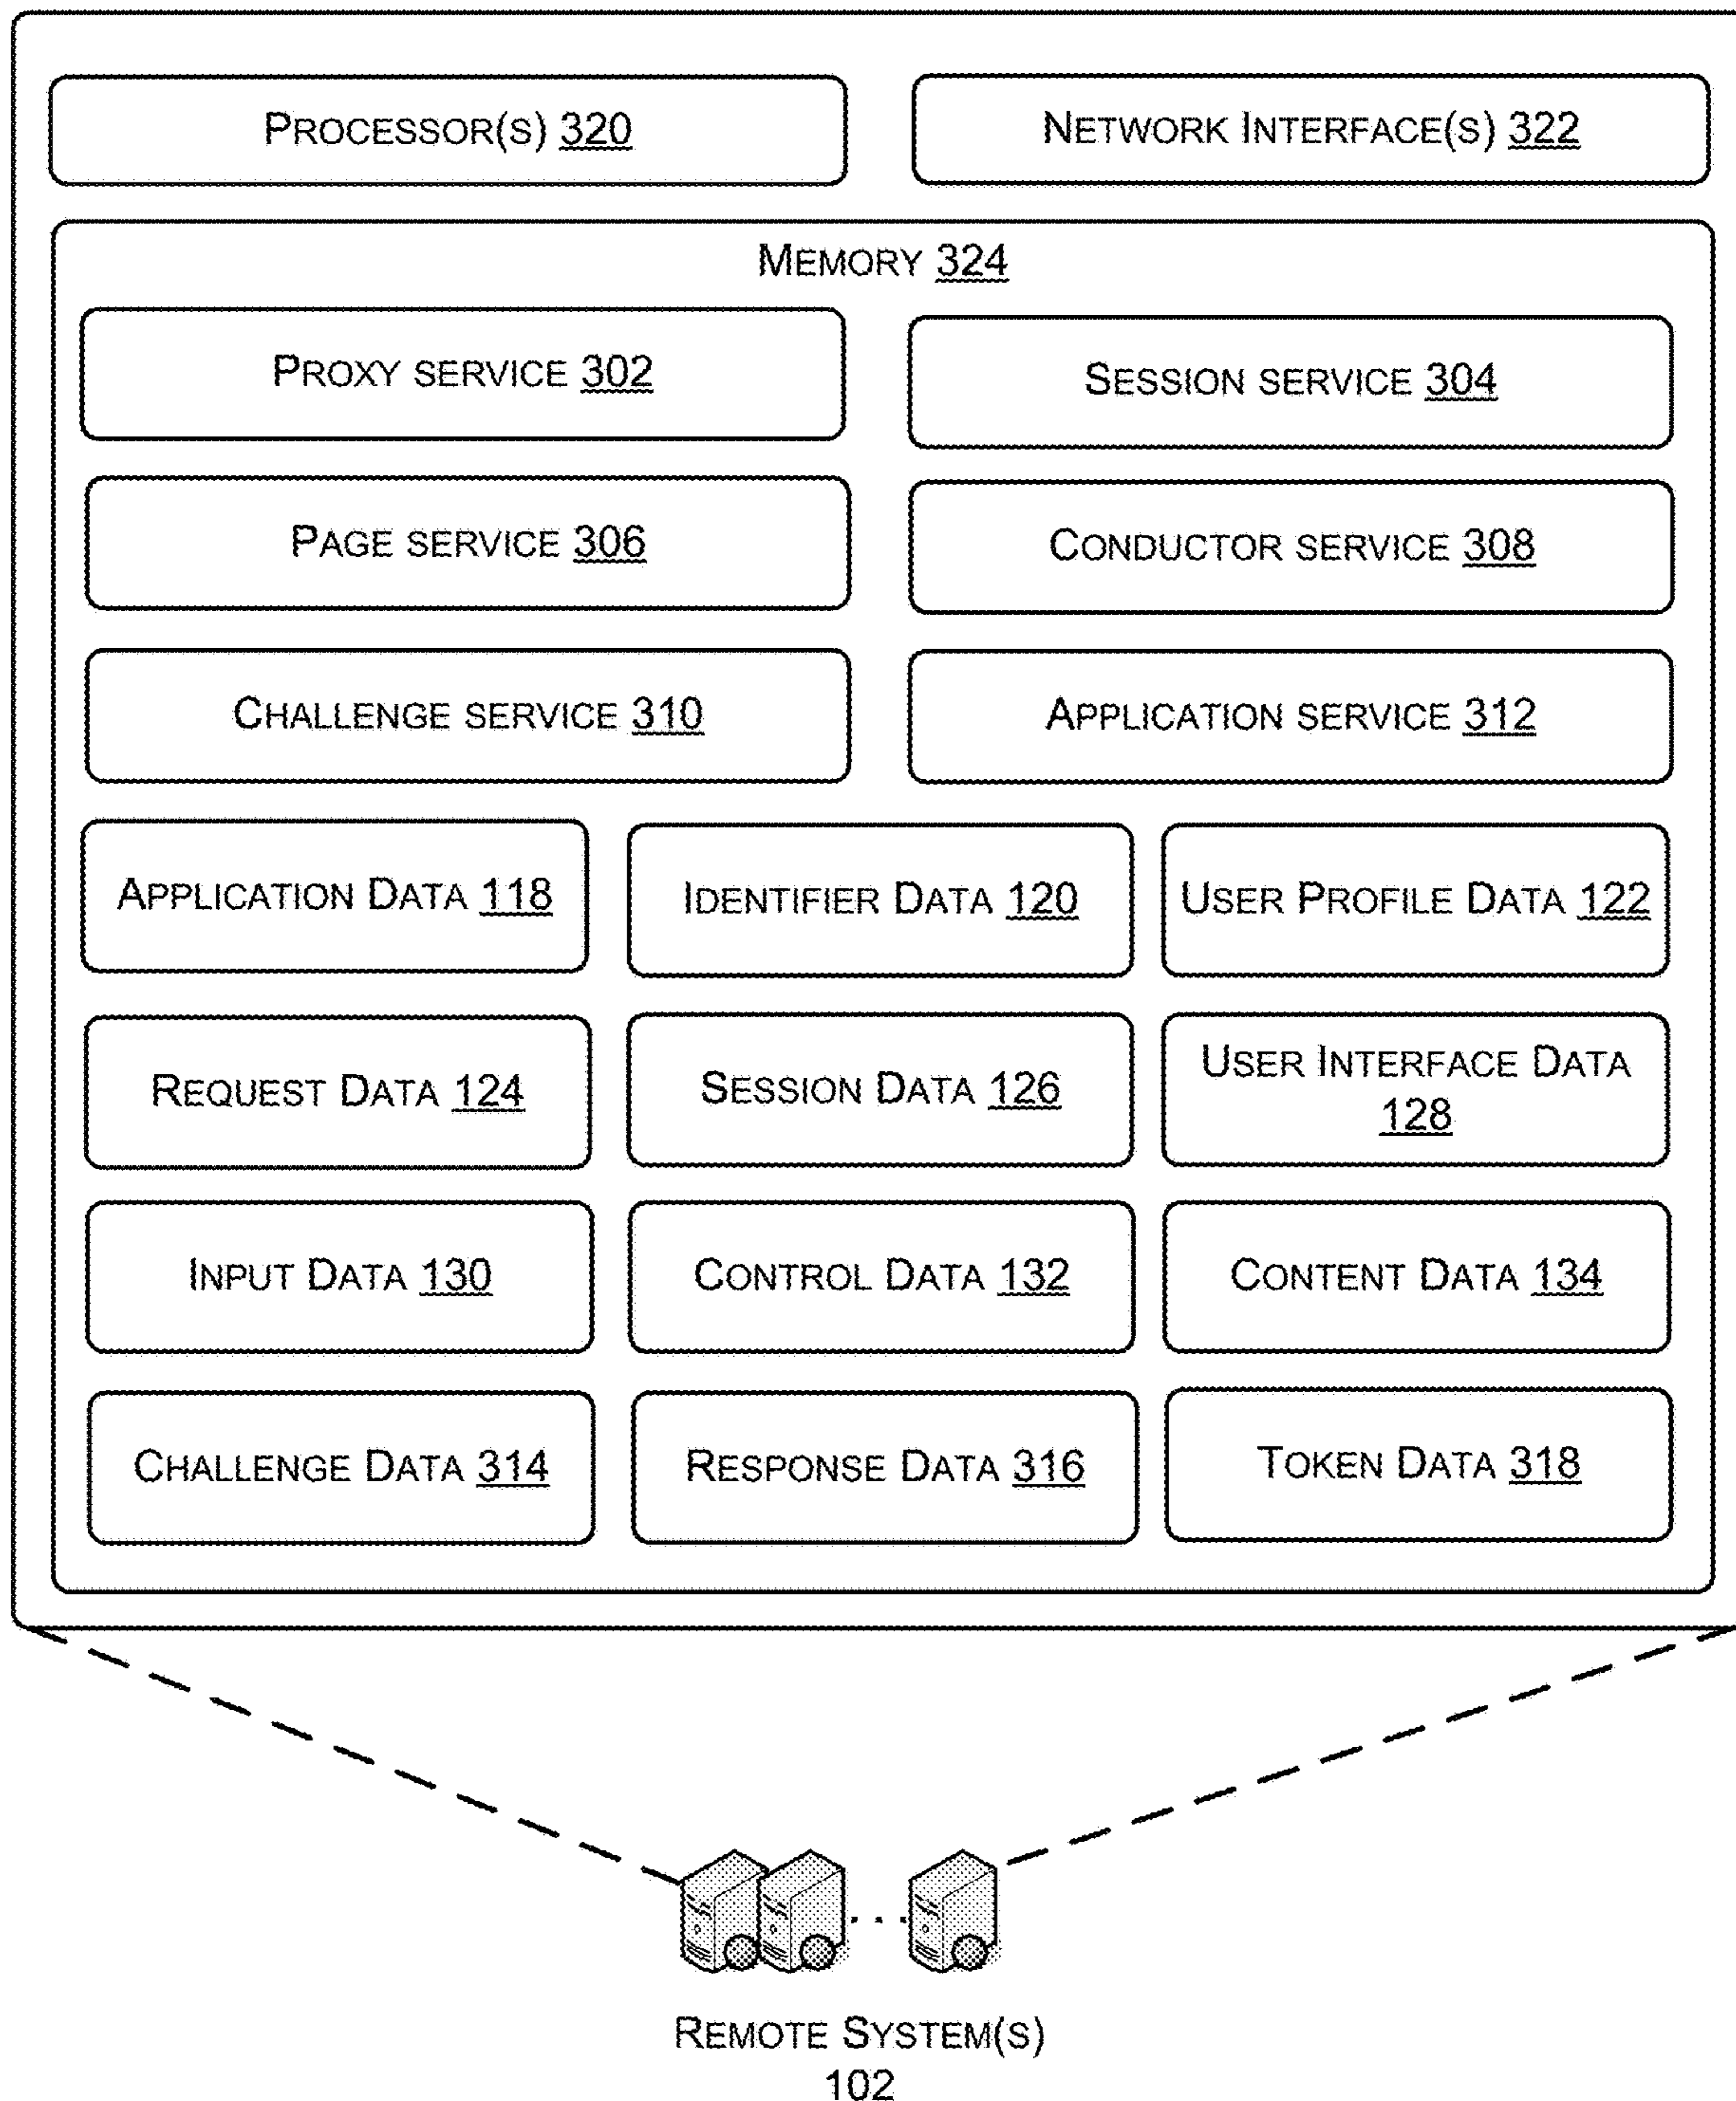 PROCESSOR(S) 320
NETWORK INTERFACE(S) 322
MEMORY 324
PROXY SERVICE 302
SESSION SERVICE 304
PAGE SERVICE 306
CONDUCTOR SERVICE 308
CHALLENGE SERVICE 310
APPLICATION SERVICE 312
APPLICATION DATA 118
IDENTIFIER DATA 120
USER PROFILE DATA 122
REQUEST DATA 124
SESSION DATA 126
USER INTERFACE DATA
128
INPUT DATA 130
CONTROL DATA 132
CONTENT DATA 134
CHALLENGE DATA 314
RESPONSE DATA 316
TOKEN DATA 318
REMOTE SYSTEM(S)
102